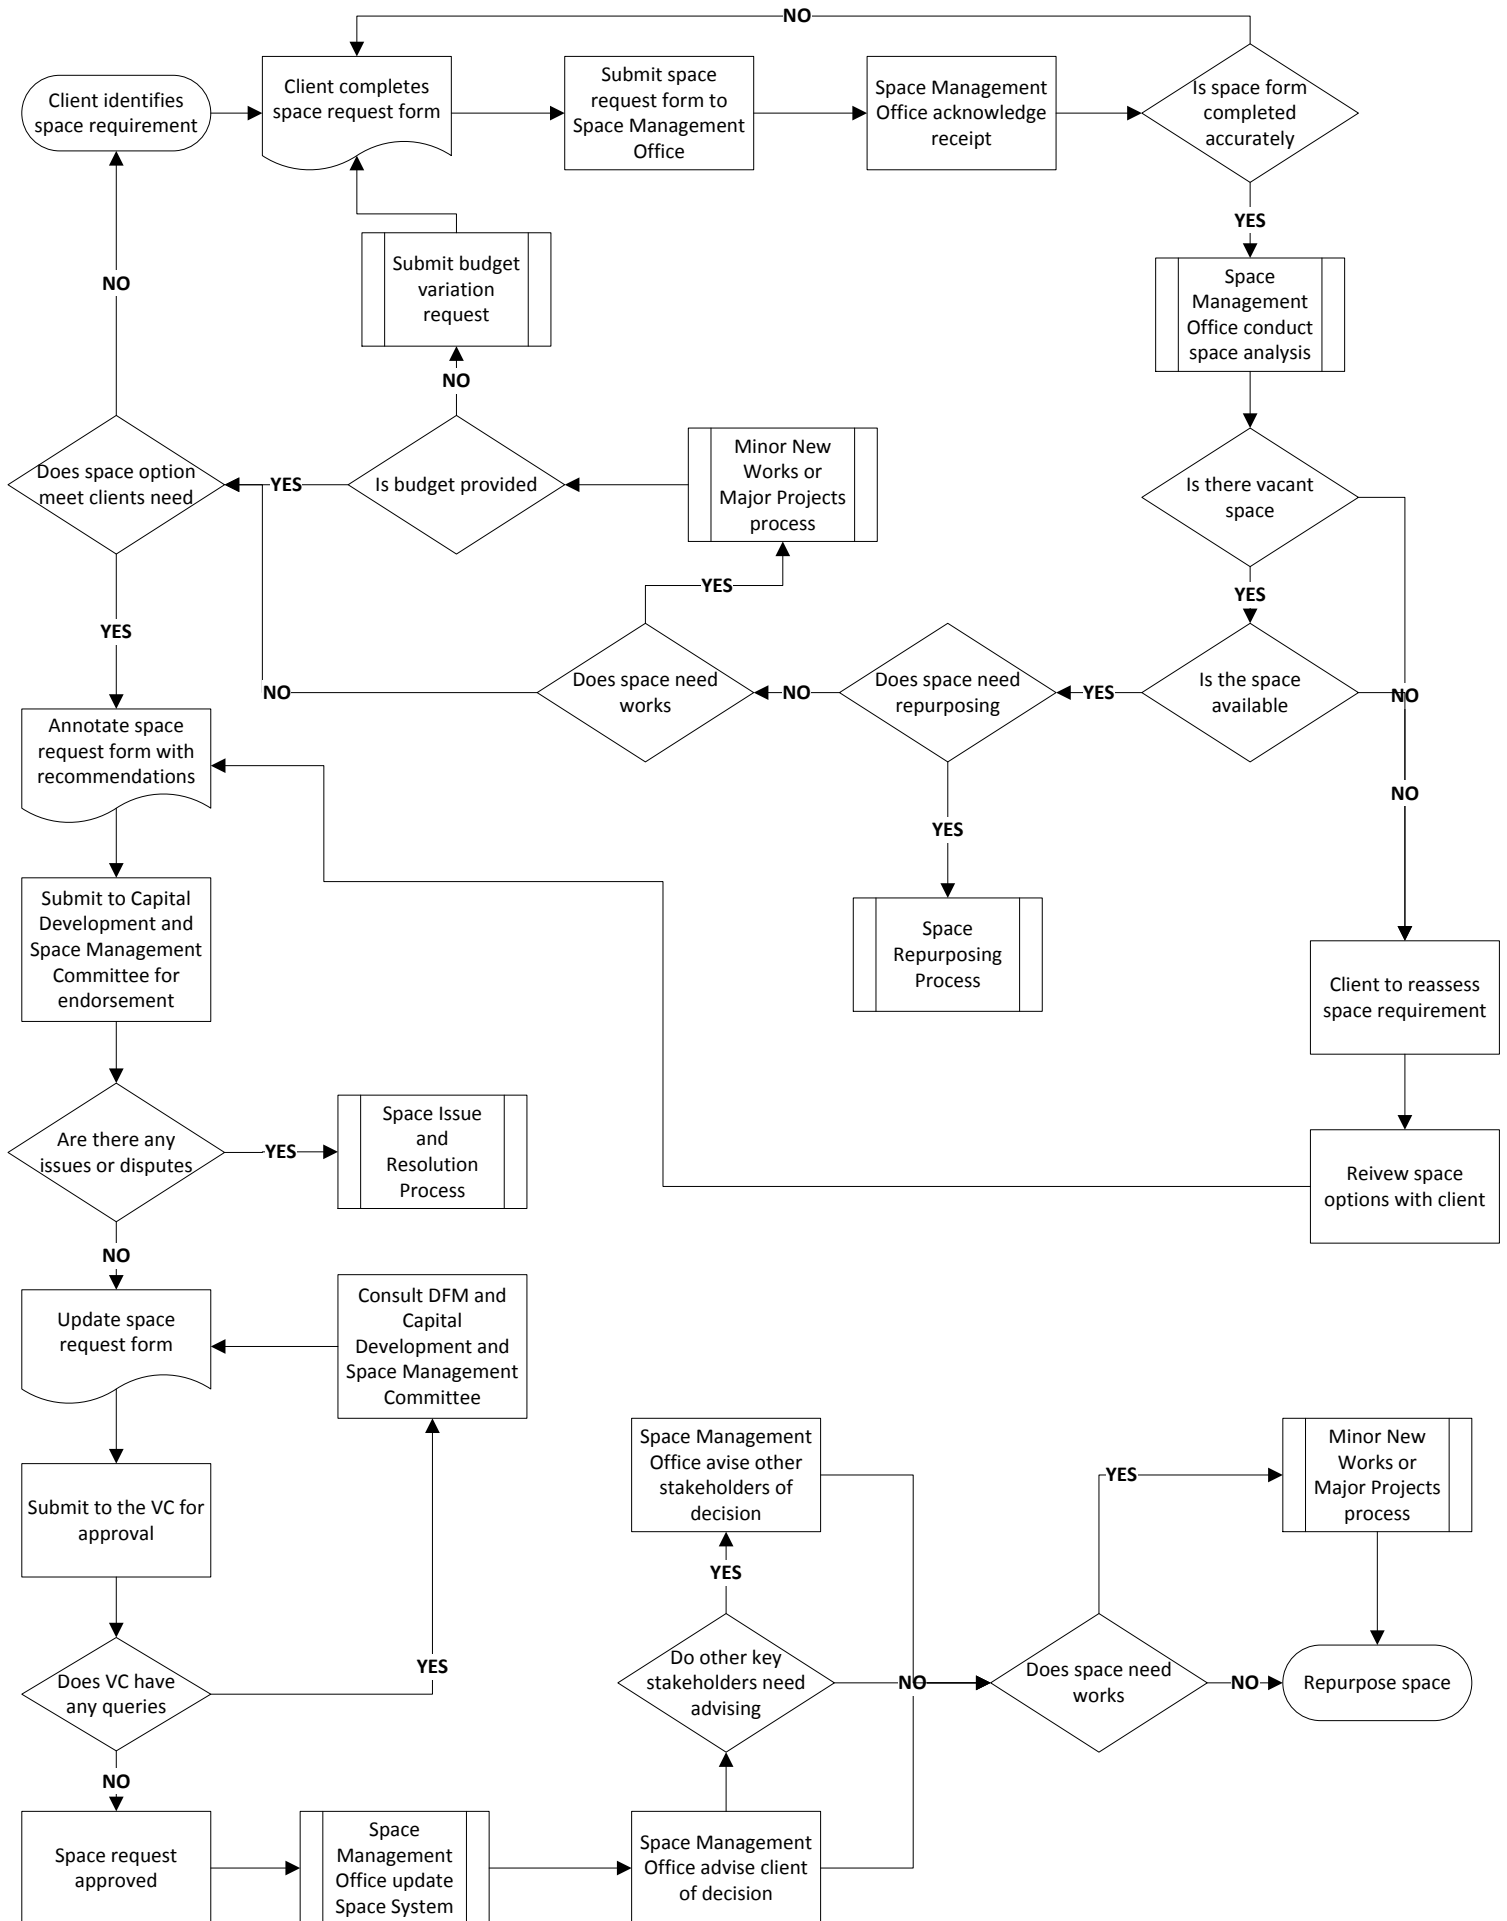 NO
Client identifies
space requirement
Client completes
space request form
Submit space
request form to
Space Management
Office
Space Management
Office acknowledge
receipt
Is space form
completed
accurately
YES
NO
Submit budget
variation
request
Space
Management
Office conduct
space analysis
NO
Does space option
meet clients need
YES
Is budget provided
Minor New
Works or
Major Projects
process
Is there vacant
space
YES
YES
YES
NO
Does space need
works
NO
Does space need
repurposing
YES
Is the space
available
NO
Annotate space
request form with
recommendations
NO
YES
Submit to Capital
Development and
Space Management
Committee for
endorsement
Space
Repurposing
Process
Client to reassess
space requirement
Are there any
issues or disputes
YES
Space Issue
and
Resolution
Process
Reivew space
options with client
NO
Update space
request form
Consult DFM and
Capital
Development and
Space Management
Committee
Space Management
Office avise other
stakeholders of
decision
YES
Minor New
Works or
Major Projects
process
Submit to the VC for
approval
YES
Does VC have
any queries
YES
Do other key
stakeholders need
advising
NO
Does space need
works
NO
Repurpose space
NO
Space request
approved
Space
Management
Office update
Space System
Space Management
Office advise client
of decision